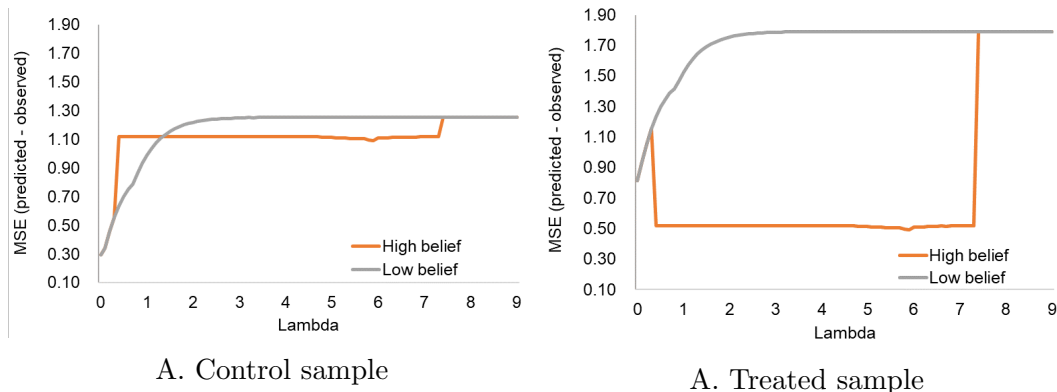 1.90
1.70
1.50
1.30
1.10
0.90
0.70
0.50
0.30
0.10
MSE (predicted - observed)
High belief
Low belief
0 1 2 3 4 5 6 7 8 9
Lambda
A. Control sample
1.90
1.70
1.50
1.30
1.10
0.90
0.70
0.50
0.30
0.10
MSE (predicted - observed)
High belief
Low belief
0 1 2 3 4 5 6 7 8 9
Lambda
A. Treated sample